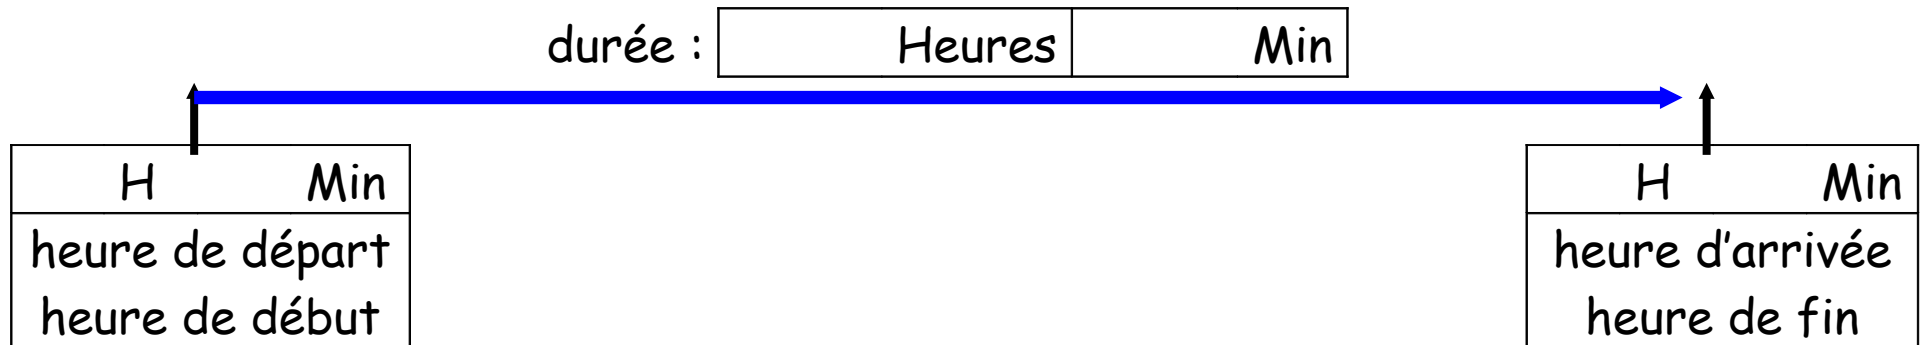 durée : Heures Min
H Min
heure de départ
heure de début
H Min
heure d'arrivée
heure de fin